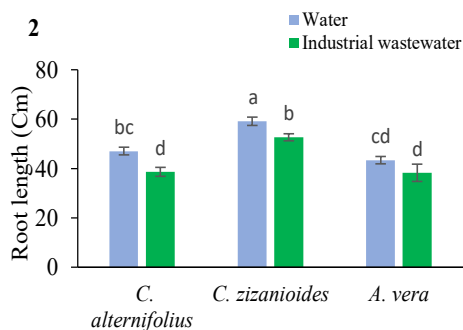 2
Water
Industrial wastewater
Root length (Cm)
80
60
40
20
0
bc
d
a
b
cd
d
C. alternifolius
C. zizanioides
A. vera